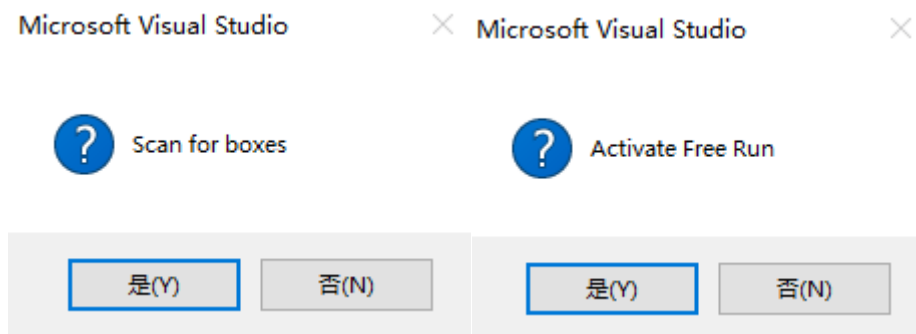 Microsoft Visual Studio
Scan for boxes
是(Y)
否(N)
Microsoft Visual Studio
Activate Free Run
是(Y)
否(N)